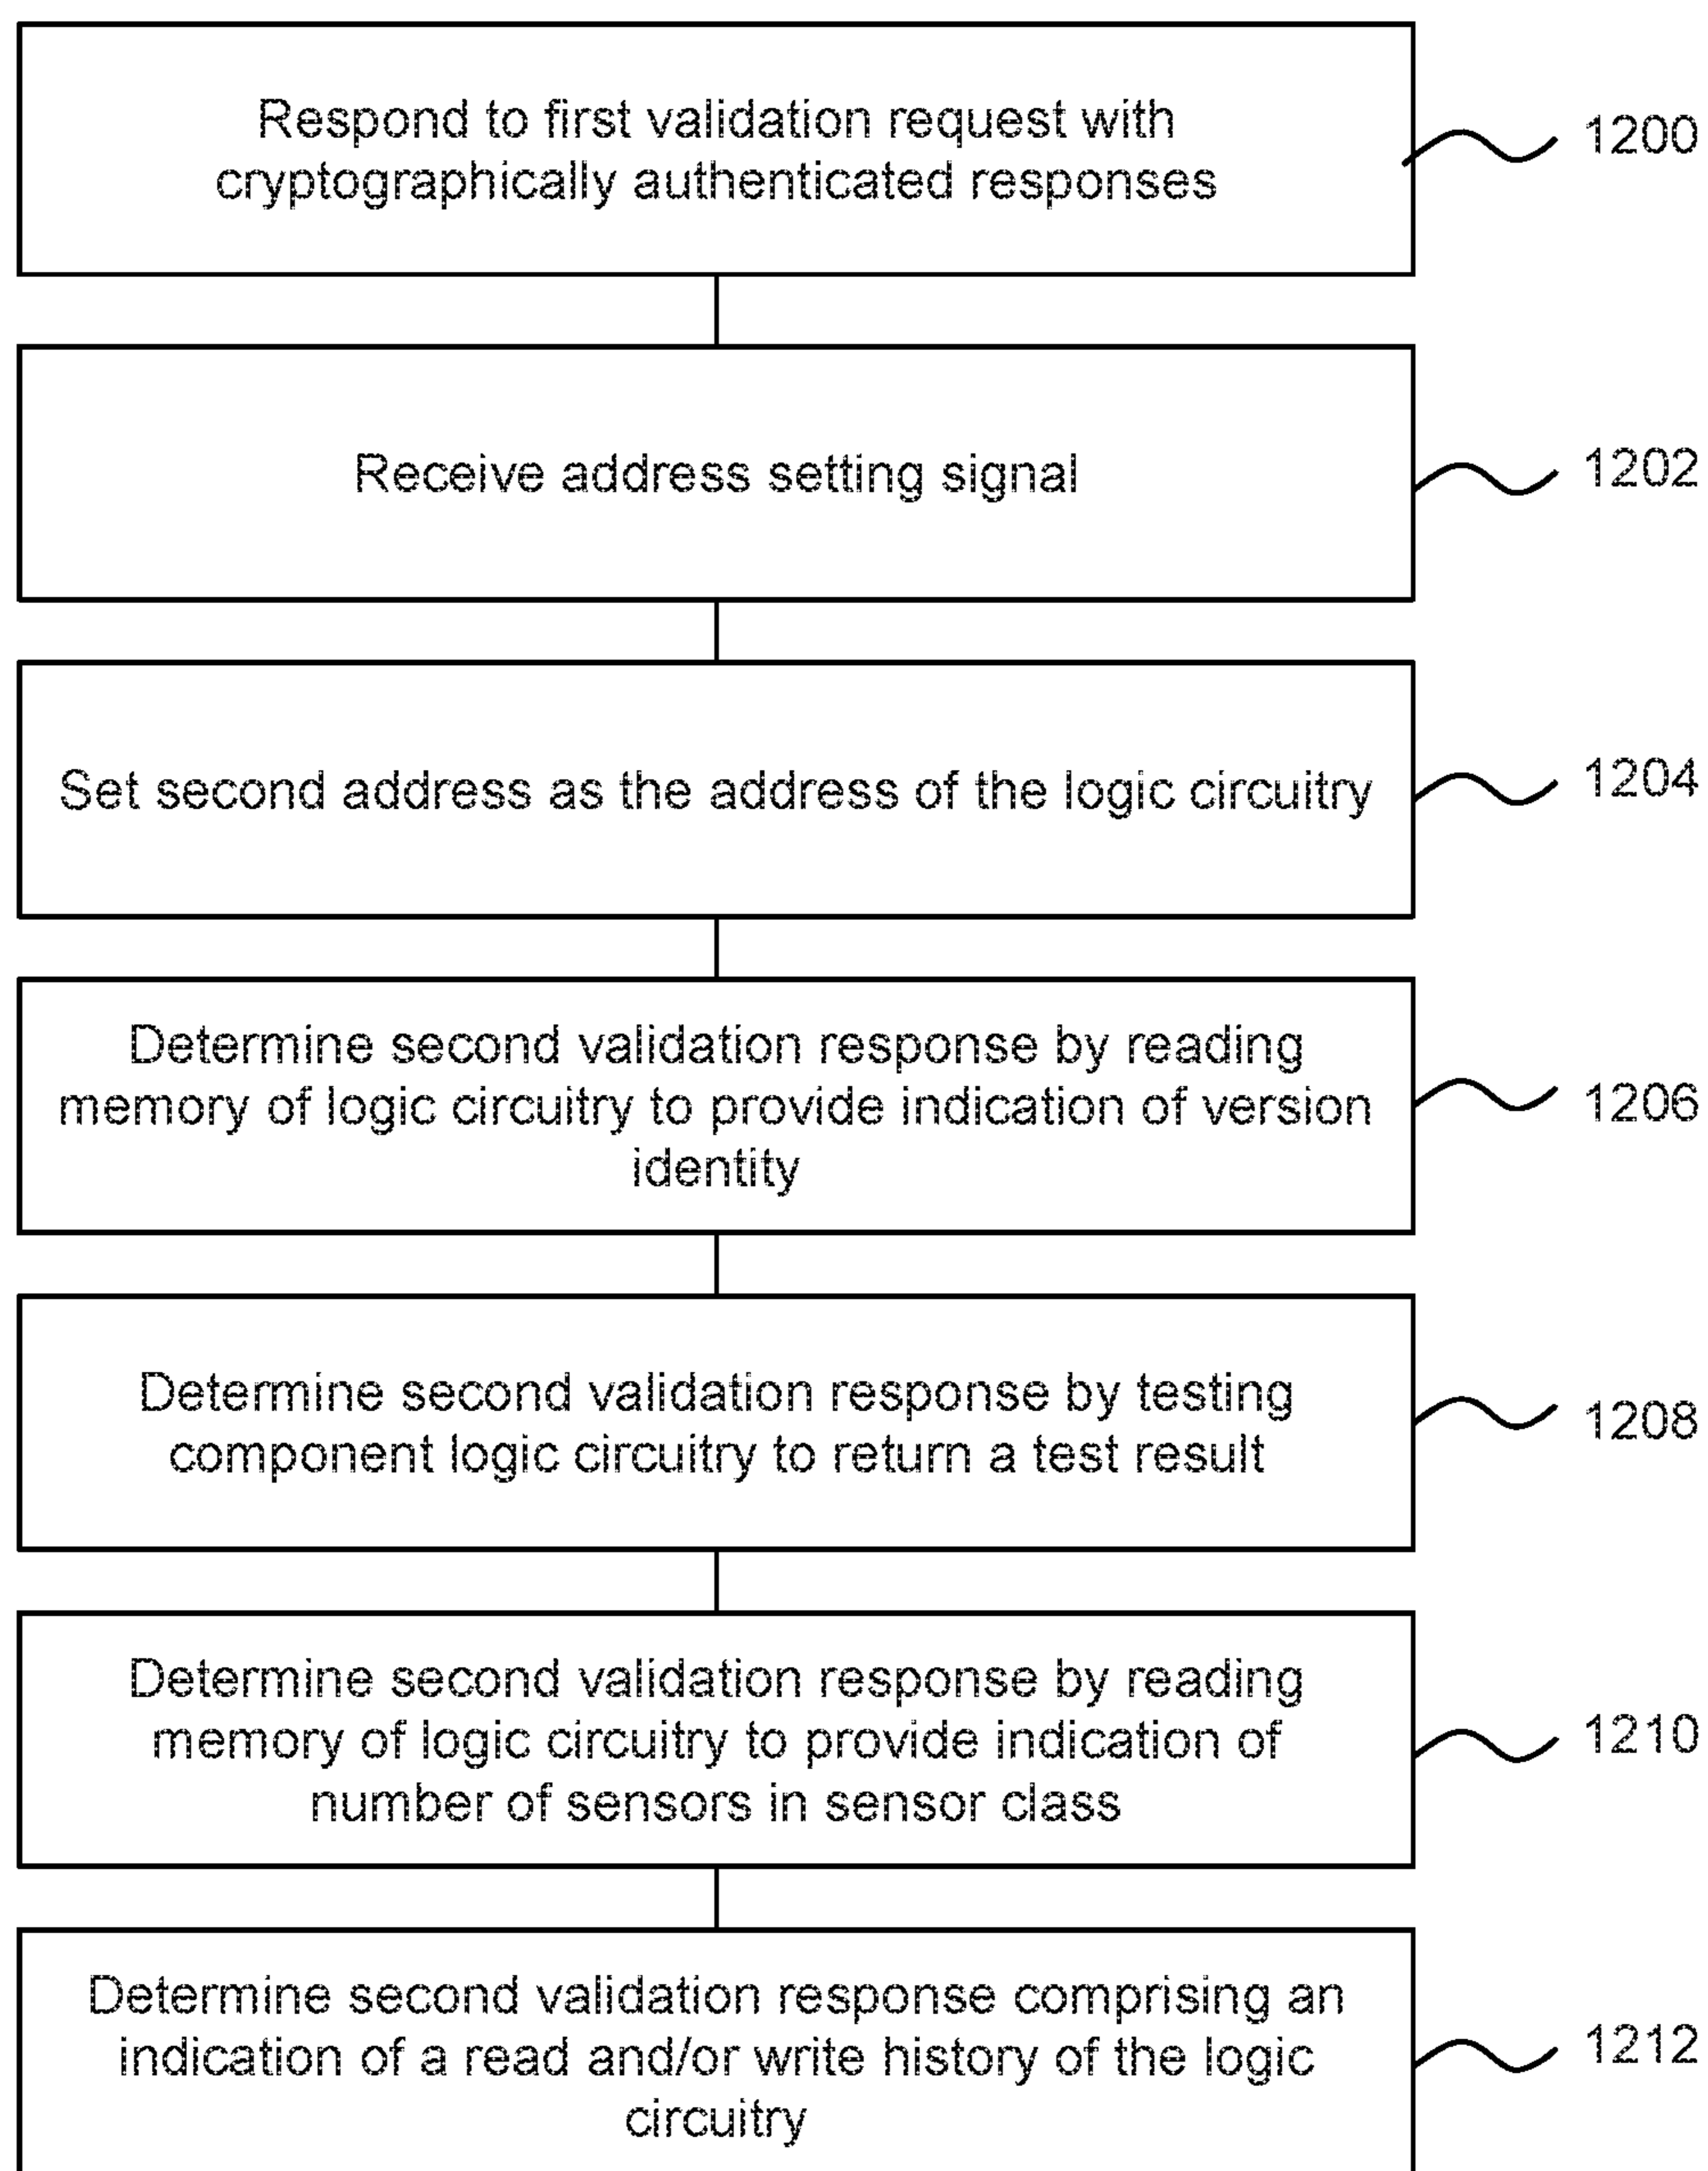 Respond to first validation request with
cryptographically authenticated responses
1200
Receive address setting signal
1202
Set second address as the address of the logic circuitry
1204
Determine second validation response by reading
memory of logic circuitry to provide indication of version
identity
1206
Determine second validation response by testing
component logic circuitry to return a test result
1208
Determine second validation response by reading
memory of logic circuitry to provide indication of
number of sensors in sensor class
1210
Determine second validation response comprising an
indication of a read and/or write history of the logic
circuitry
1212